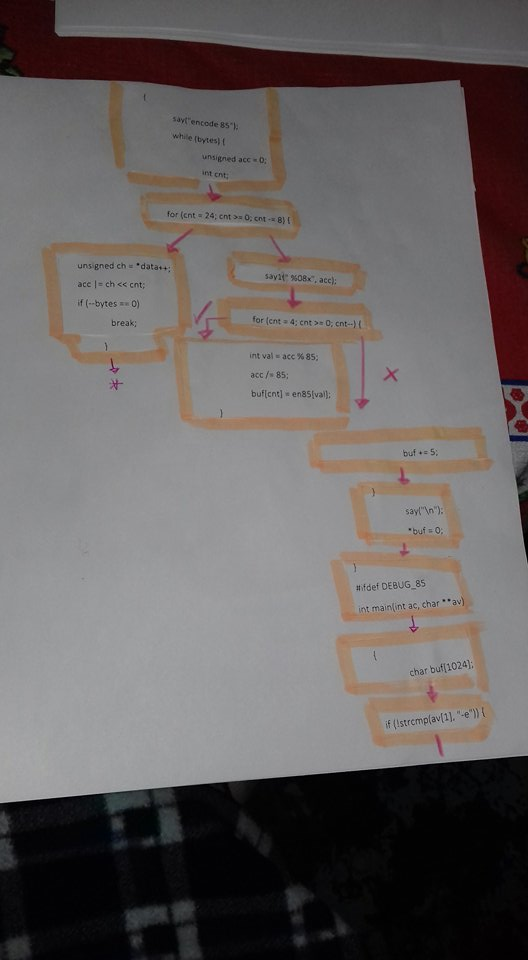 {
say("encode 85");
while (bytes) {
unsigned acc = 0;
int cnt;
for (cnt = 24; cnt >= 0; cnt -= 8) {
unsigned ch = *data++;
acc |= ch << cnt;
if (--bytes == 0)
break;
}
say1(" %08x", acc);
for (cnt = 4; cnt >= 0; cnt--) {
int val = acc % 85;
acc /= 85;
buf[cnt] = en85[val];
}
buf += 5;
}
say("\n");
*buf = 0;
}
#ifdef DEBUG_85
int main(int ac, char **av)
{
char buf[1024];
if (!strcmp(av[1], "-e")) {